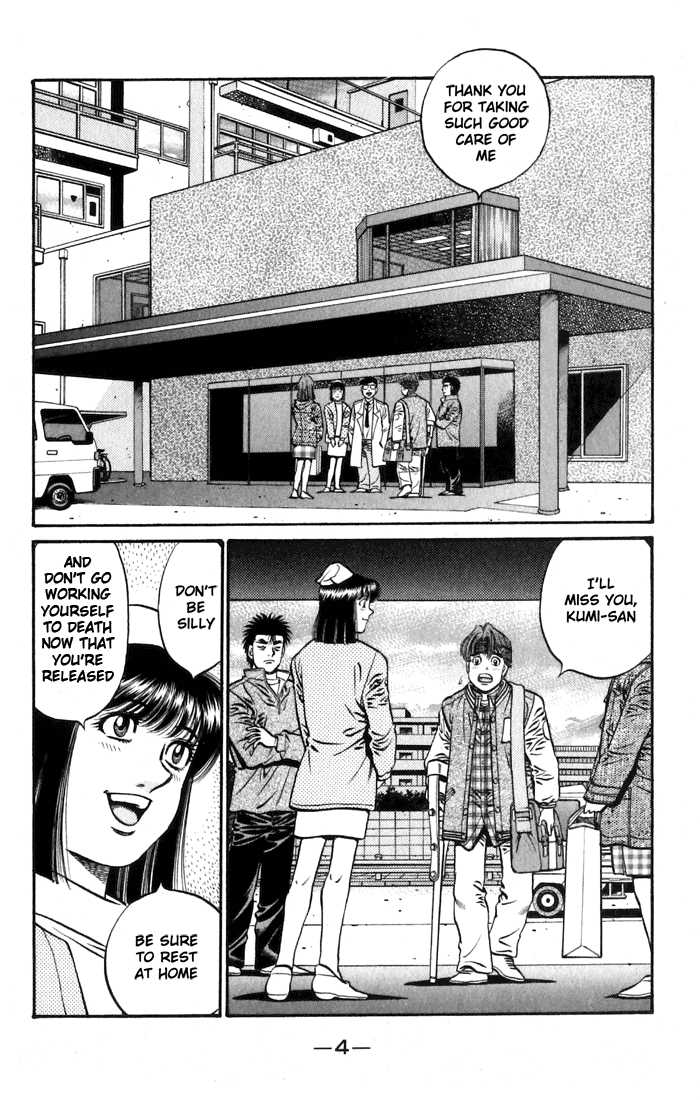 THANK YOU
FOR TAKING
SUCH GOOD
CARE OF
ME
I'LL
MISS YOU,
KUMI-SAN
DON'T
BE
SILLY
AND
DON'T GO
WORKING
YOURSELF
TO DEATH
NOW THAT
YOU'RE
RELEASED
BE SURE
TO REST
AT HOME
—4—